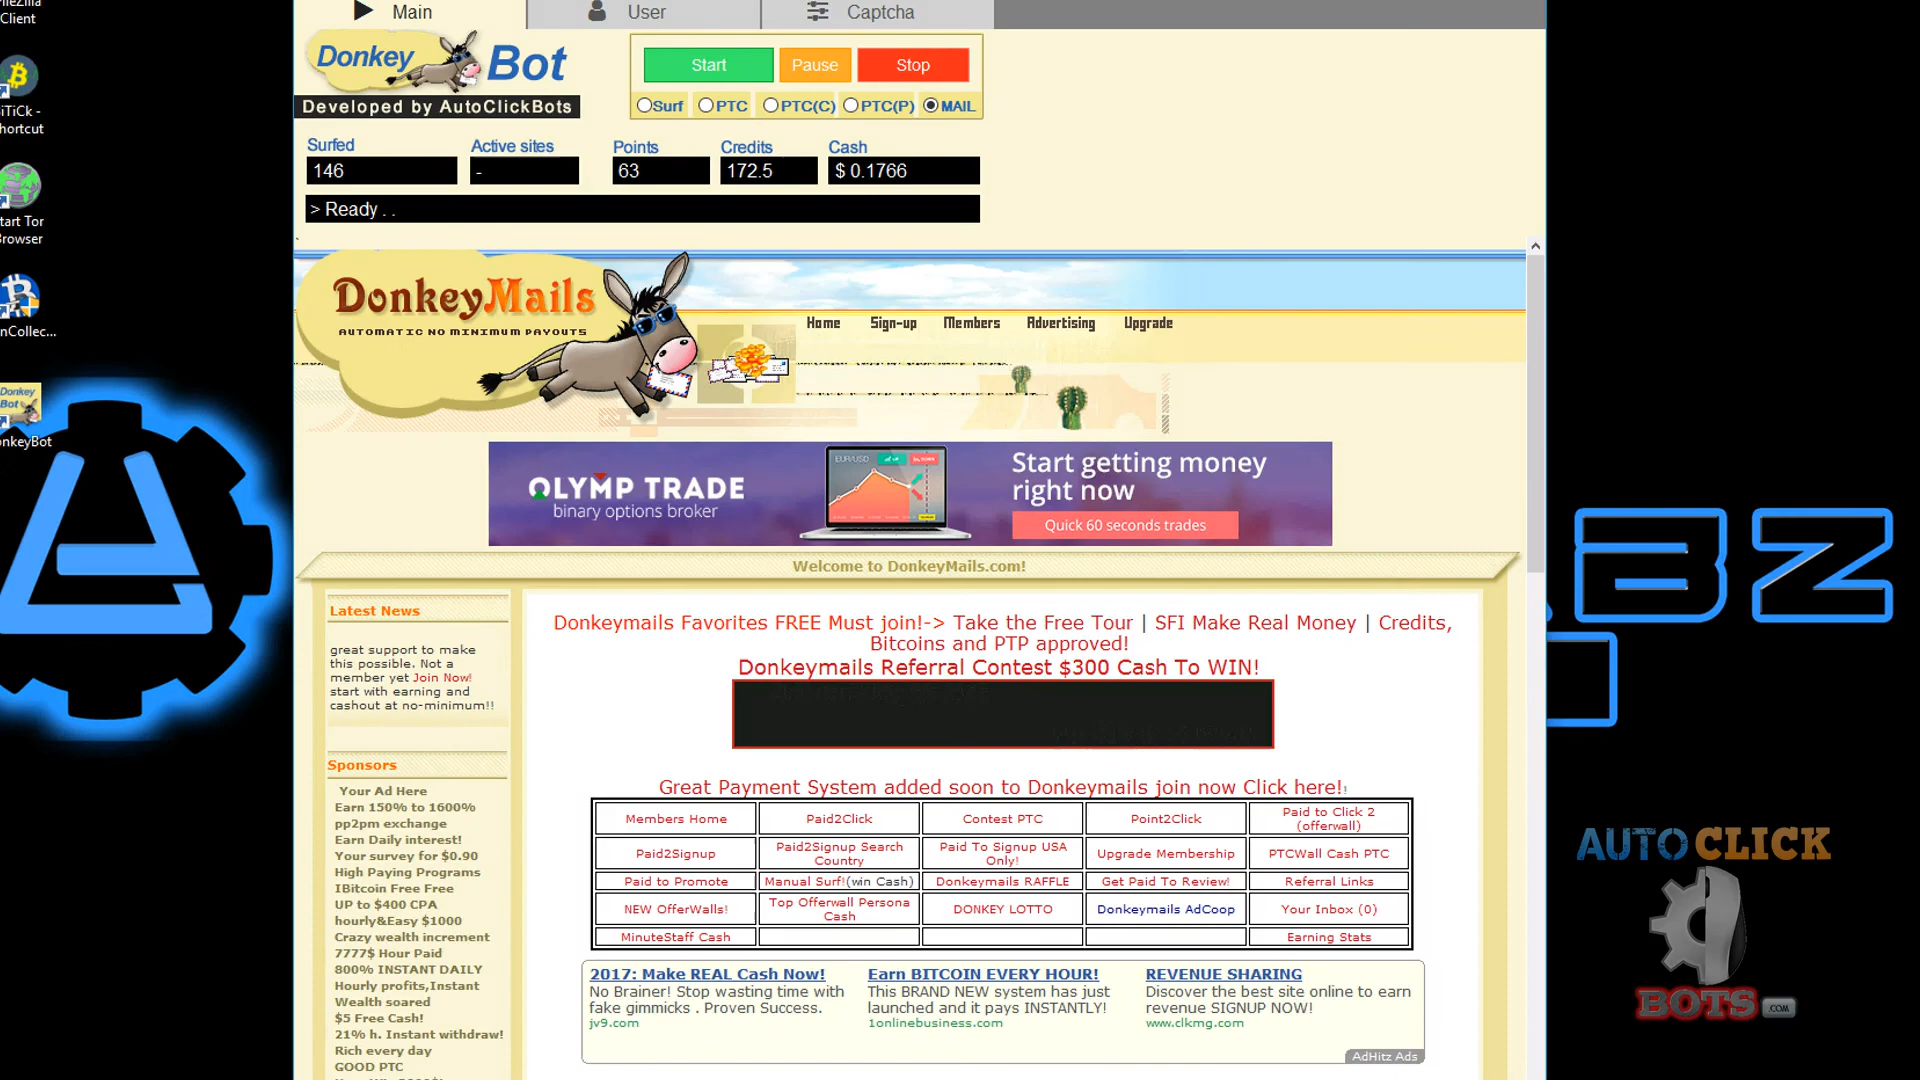 Client
iTiCk -
hortcut
tart Tor
Browser
nCollec...
Donkey
Bot
onkeyBot
Main
User
Captcha
Donkey Bot
Developed by AutoClickBots
Start
Pause
Stop
Surf
PTC
PTC(C)
PTC(P)
MAIL
Surfed
Active sites
Points
Credits
Cash
146
-
63
172.5
$ 0.1766
> Ready . .
DonkeyMails
AUTOMATIC NO MINIMUM PAYOUTS
Home
Sign-up
Members
Advertising
Upgrade
OLYMP TRADE
binary options broker
EUR/USD
Start getting money
right now
Quick 60 seconds trades
Welcome to DonkeyMails.com!
Latest News
great support to make
this possible. Not a
member yet Join Now!
start with earning and
cashout at no-minimum!!
Sponsors
Your Ad Here
Earn 150% to 1600%
pp2pm exchange
Earn Daily interest!
Your survey for $0.90
High Paying Programs
IBitcoin Free Free
UP to $400 CPA
hourly&Easy $1000
Crazy wealth increment
7777$ Hour Paid
800% INSTANT DAILY
Hourly profits,Instant
Wealth soared
$5 Free Cash!
21% h. Instant withdraw!
Rich every day
GOOD PTC
Donkeymails Favorites FREE Must join!-> Take the Free Tour | SFI Make Real Money | Credits,
Bitcoins and PTP approved!
Donkeymails Referral Contest $300 Cash To WIN!
Great Payment System added soon to Donkeymails join now Click here!!
Members Home
Paid2Click
Contest PTC
Point2Click
Paid to Click 2
(offerwall)
Paid2Signup
Paid2Signup Search
Country
Paid To Signup USA
Only!
Upgrade Membership
PTCWall Cash PTC
Paid to Promote
Manual Surf!(win Cash)
Donkeymails RAFFLE
Get Paid To Review!
Referral Links
NEW OfferWalls!
Top Offerwall Persona
Cash
DONKEY LOTTO
Donkeymails AdCoop
Your Inbox (0)
MinuteStaff Cash
Earning Stats
2017: Make REAL Cash Now!
No Brainer! Stop wasting time with
fake gimmicks . Proven Success.
jv9.com
Earn BITCOIN EVERY HOUR!
This BRAND NEW system has just
launched and it pays INSTANTLY!
1onlinebusiness.com
REVENUE SHARING
Discover the best site online to earn
revenue SIGNUP NOW!
www.clkmg.com
AdHitz Ads
BZ
AUTOCLICK
BOTS.COM